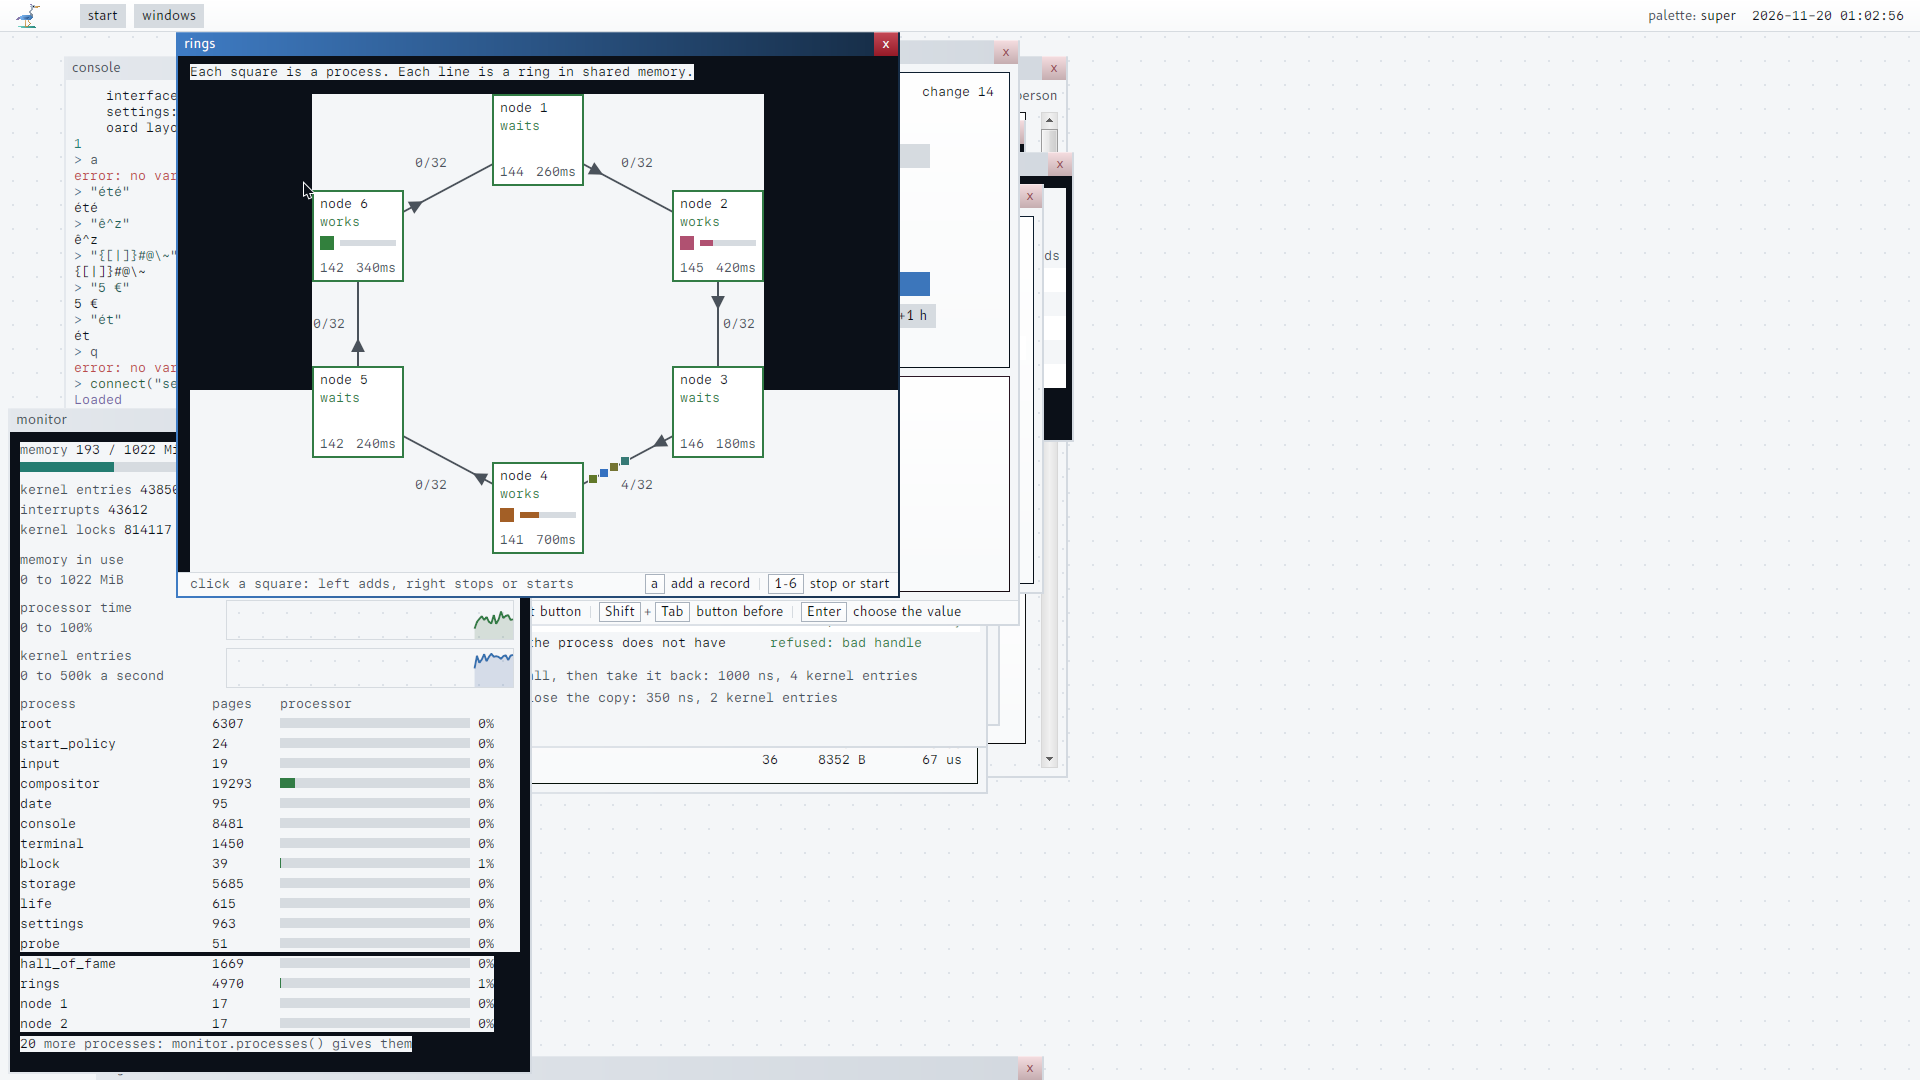 start windows palette: super 2026-11-20 01:02:56
rings x
Each square is a process. Each line is a ring in shared memory.
node 1
waits
144 260ms
0/32
0/32
node 6
works
142 340ms
node 2
works
145 420ms
0/32
0/32
node 5
waits
142 240ms
node 3
waits
146 180ms
0/32
4/32
node 4
works
141 700ms
click a square: left adds, right stops or starts a add a record 1-6 stop or start
console
interface
settings:
oard layo
1
> a
error: no var
> "été"
été
> "ê^z"
ê^z
> "{[|]}#@\~"
{[|]}#@\~
> "5 €"
5 €
> "ét"
ét
> q
error: no var
> connect("se
Loaded
monitor
memory 193 / 1022 Mi
kernel entries 43850
interrupts 43612
kernel locks 814117
memory in use
0 to 1022 MiB
processor time
0 to 100%
kernel entries
0 to 500k a second
process pages processor
root 6307 0%
start_policy 24 0%
input 19 0%
compositor 19293 8%
date 95 0%
console 8481 0%
terminal 1450 0%
block 39 1%
storage 5685 0%
life 615 0%
settings 963 0%
probe 51 0%
hall_of_fame 1669 0%
rings 4970 1%
node 1 17 0%
node 2 17 0%
20 more processes: monitor.processes() gives them
x
change 14
+1 h
t button Shift + Tab button before Enter choose the value
x
erson
x
ds
x
the process does not have refused: bad handle
all, then take it back: 1000 ns, 4 kernel entries
ose the copy: 350 ns, 2 kernel entries
36 8352 B 67 us
x